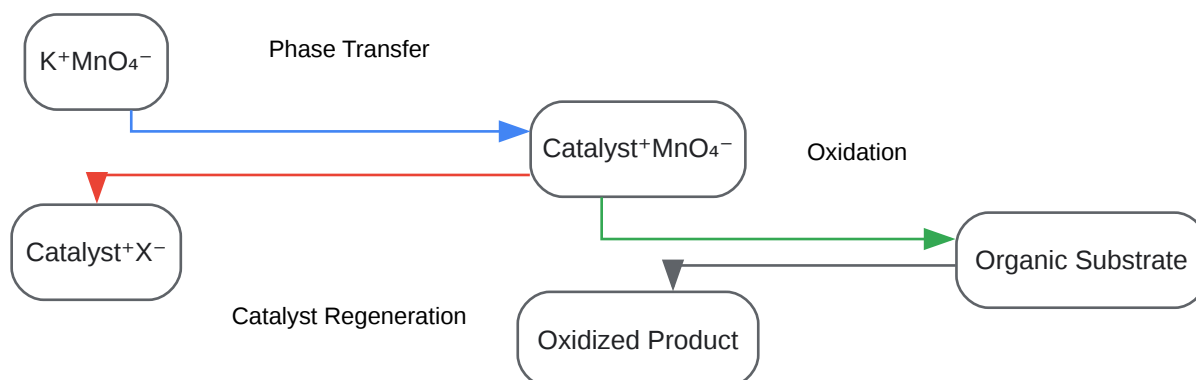 K⁺MnO₄⁻
Phase Transfer
Catalyst⁺MnO₄⁻
Oxidation
Catalyst⁺X⁻
Organic Substrate
Catalyst Regeneration
Oxidized Product